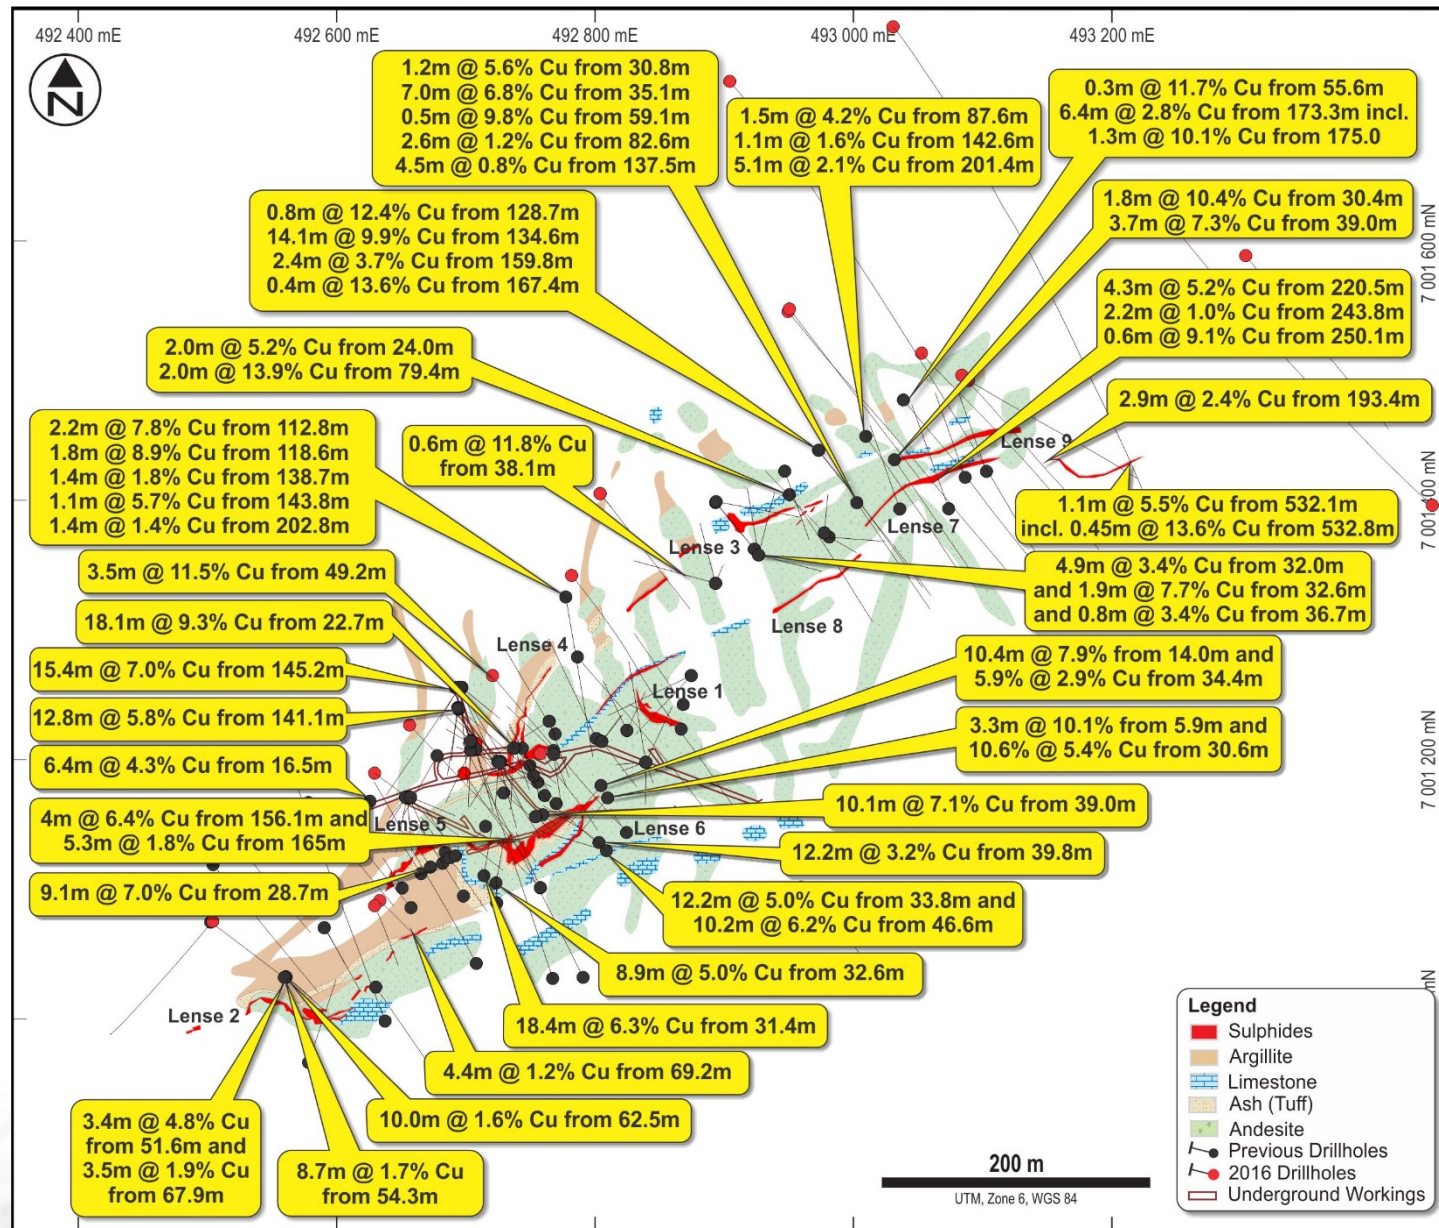 492 400 mE
492 600 mE
492 800 mE
493 000 mE
493 200 mE
N
1.2m @ 5.6% Cu from 30.8m
7.0m @ 6.8% Cu from 35.1m
0.5m @ 9.8% Cu from 59.1m
2.6m @ 1.2% Cu from 82.6m
4.5m @ 0.8% Cu from 137.5m
1.5m @ 4.2% Cu from 87.6m
1.1m @ 1.6% Cu from 142.6m
5.1m @ 2.1% Cu from 201.4m
0.3m @ 11.7% Cu from 55.6m
6.4m @ 2.8% Cu from 173.3m incl.
1.3m @ 10.1% Cu from 175.0
0.8m @ 12.4% Cu from 128.7m
14.1m @ 9.9% Cu from 134.6m
2.4m @ 3.7% Cu from 159.8m
0.4m @ 13.6% Cu from 167.4m
1.8m @ 10.4% Cu from 30.4m
3.7m @ 7.3% Cu from 39.0m
7 001 600 mN
4.3m @ 5.2% Cu from 220.5m
2.2m @ 1.0% Cu from 243.8m
0.6m @ 9.1% Cu from 250.1m
2.0m @ 5.2% Cu from 24.0m
2.0m @ 13.9% Cu from 79.4m
2.9m @ 2.4% Cu from 193.4m
2.2m @ 7.8% Cu from 112.8m
1.8m @ 8.9% Cu from 118.6m
1.4m @ 1.8% Cu from 138.7m
1.1m @ 5.7% Cu from 143.8m
1.4m @ 1.4% Cu from 202.8m
0.6m @ 11.8% Cu
from 38.1m
Lense 9
1.1m @ 5.5% Cu from 532.1m
incl. 0.45m @ 13.6% Cu from 532.8m
7 001 400 mN
Lense 7
Lense 3
4.9m @ 3.4% Cu from 32.0m
and 1.9m @ 7.7% Cu from 32.6m
and 0.8m @ 3.4% Cu from 36.7m
3.5m @ 11.5% Cu from 49.2m
18.1m @ 9.3% Cu from 22.7m
Lense 8
Lense 4
10.4m @ 7.9% from 14.0m and
5.9% @ 2.9% Cu from 34.4m
15.4m @ 7.0% Cu from 145.2m
Lense 1
12.8m @ 5.8% Cu from 141.1m
3.3m @ 10.1% from 5.9m and
10.6% @ 5.4% Cu from 30.6m
6.4m @ 4.3% Cu from 16.5m
7 001 200 mN
10.1m @ 7.1% Cu from 39.0m
4m @ 6.4% Cu from 156.1m and
5.3m @ 1.8% Cu from 165m
Lense 5
Lense 6
12.2m @ 3.2% Cu from 39.8m
9.1m @ 7.0% Cu from 28.7m
12.2m @ 5.0% Cu from 33.8m and
10.2m @ 6.2% Cu from 46.6m
8.9m @ 5.0% Cu from 32.6m
mN
Lense 2
18.4m @ 6.3% Cu from 31.4m
4.4m @ 1.2% Cu from 69.2m
10.0m @ 1.6% Cu from 62.5m
3.4m @ 4.8% Cu
from 51.6m and
3.5m @ 1.9% Cu
from 67.9m
8.7m @ 1.7% Cu
from 54.3m
200 m
UTM, Zone 6, WGS 84
Legend
Sulphides
Argillite
Limestone
Ash (Tuff)
Andesite
Previous Drillholes
2016 Drillholes
Underground Workings